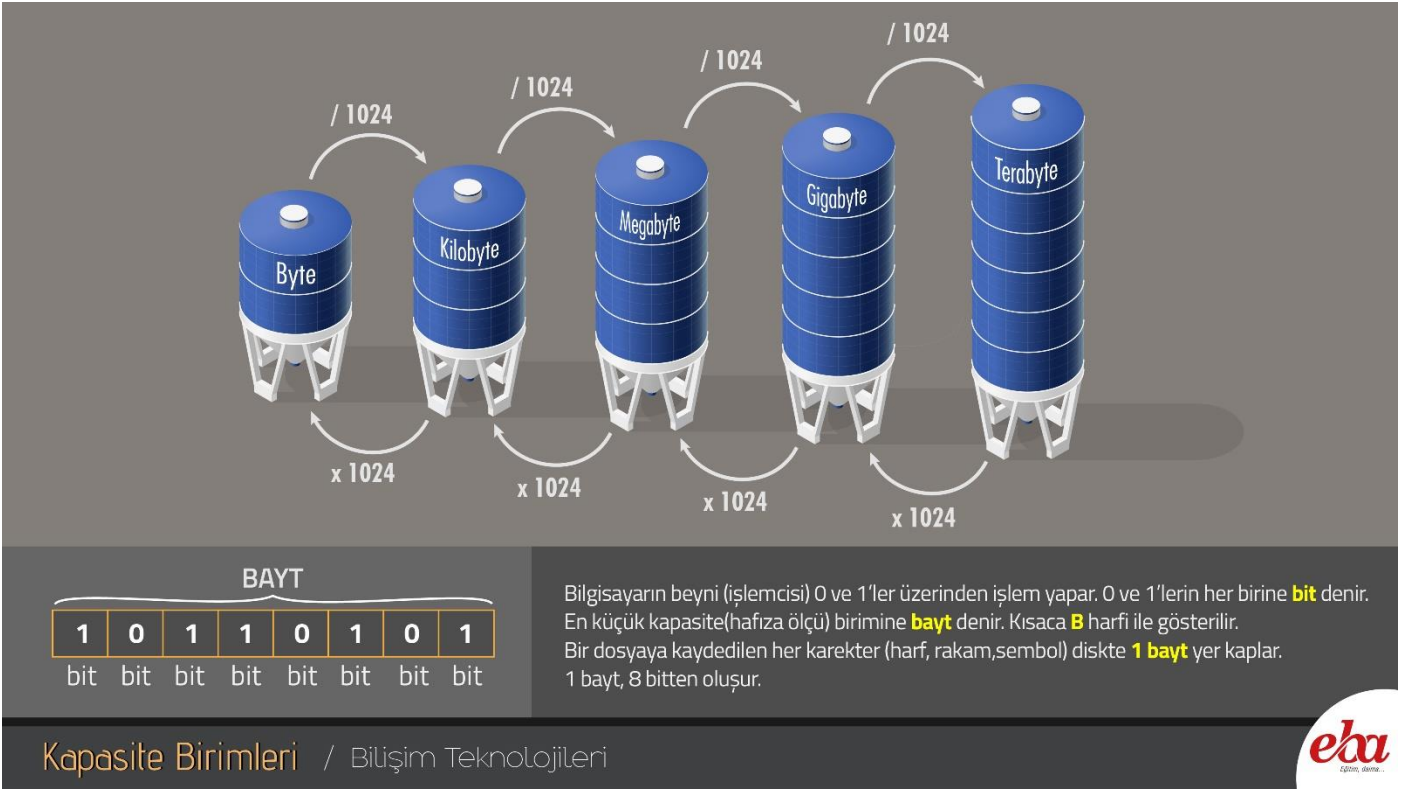 / 1024
/ 1024
/ 1024
/ 1024
Byte
Kilobyte
Megabyte
Gigabyte
Terabyte
x 1024
x 1024
x 1024
x 1024
BAYT
1 0 1 1 0 1 0 1
bit bit bit bit bit bit bit bit
Bilgisayarın beyni (işlemcisi) 0 ve 1'ler üzerinden işlem yapar. 0 ve 1'lerin her birine bit denir.
En küçük kapasite(hafıza ölçü) birimine bayt denir. Kısaca B harfi ile gösterilir.
Bir dosyaya kaydedilen her karekter (harf, rakam,sembol) diskte 1 bayt yer kaplar.
1 bayt, 8 bitten oluşur.
Kapasite Birimleri / Bilişim Teknolojileri
eba
Eğitim, daima...